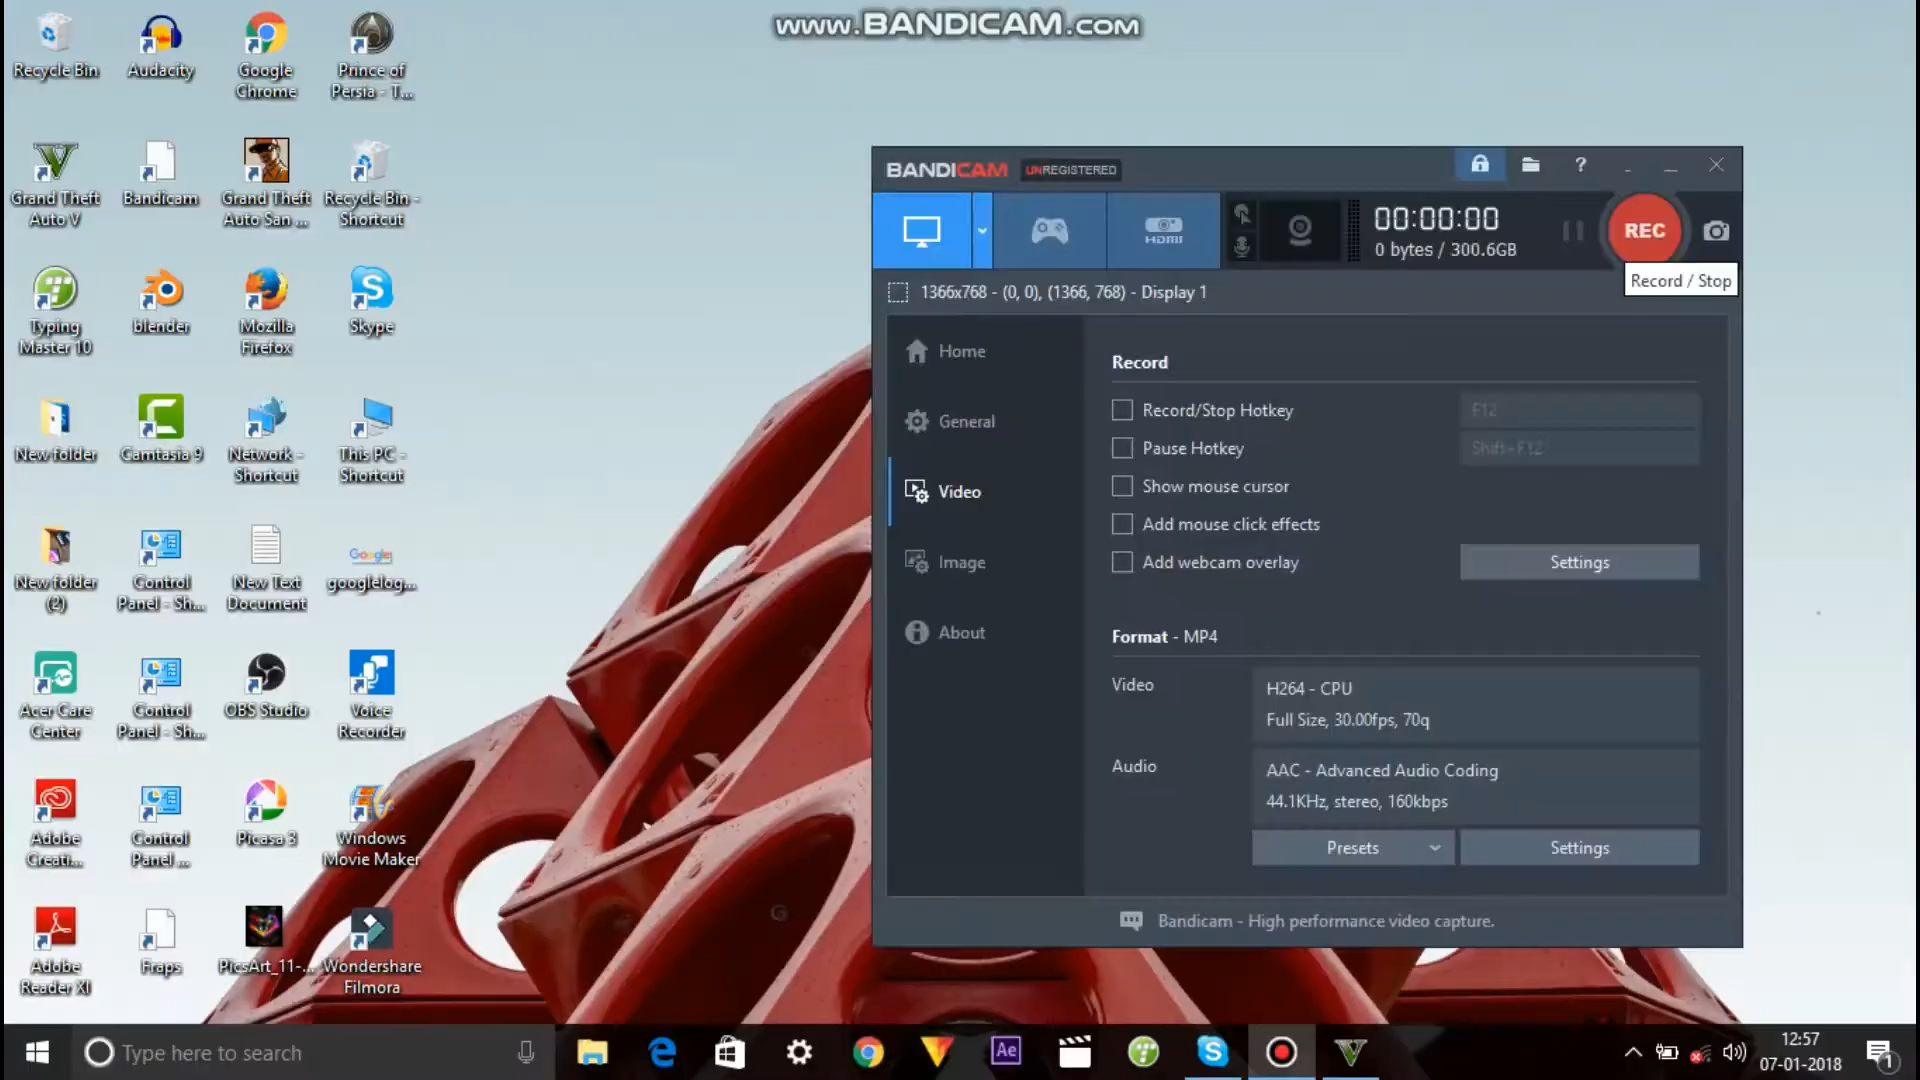 www.BANDICAM.com
Recycle Bin
Audacity
Google
Chrome
Prince of
Persia - T...
Grand Theft
Auto V
Bandicam
Grand Theft
Auto San ...
Recycle Bin -
Shortcut
Typing
Master 10
blender
Mozilla
Firefox
Skype
New folder
Camtasia 9
Network -
Shortcut
This PC -
Shortcut
New folder
(2)
Control
Panel - Sh...
New Text
Document
Google
googlelog...
Acer Care
Center
Control
Panel - Sh...
OBS Studio
Voice
Recorder
Adobe
Creati...
Control
Panel ...
Picasa 3
Windows
Movie Maker
Adobe
Reader XI
Fraps
PicsArt_11-...
Wondershare
Filmora
BANDICAM UNREGISTERED
?
HDMI
00:00:00
0 bytes / 300.6GB
REC
Record / Stop
1366x768 - (0, 0), (1366, 768) - Display 1
Home
General
Video
Image
About
Record
Record/Stop Hotkey F12
Pause Hotkey Shift+F12
Show mouse cursor
Add mouse click effects
Add webcam overlay Settings
Format - MP4
Video
H264 - CPU
Full Size, 30.00fps, 70q
Audio
AAC - Advanced Audio Coding
44.1KHz, stereo, 160kbps
Presets Settings
Bandicam - High performance video capture.
Type here to search
Ae
12:57
07-01-2018
1